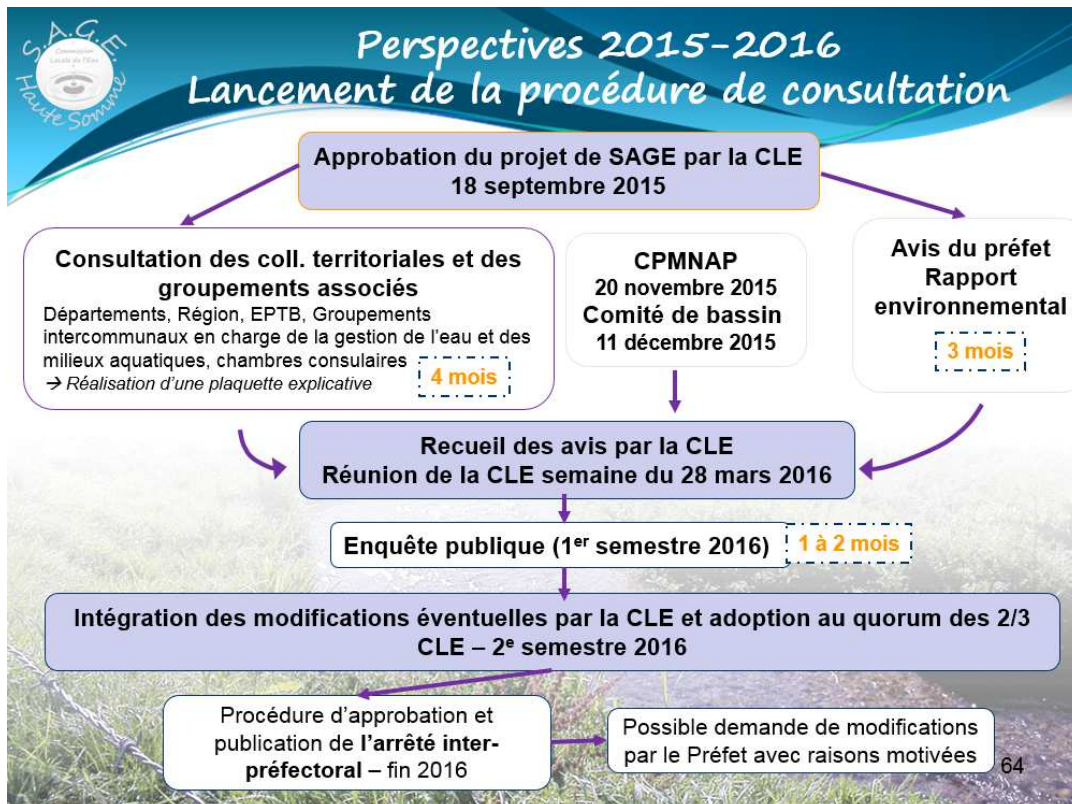 S.A.G.E
Commission
Locale de l'Eau
Haute Somme
Perspectives 2015-2016
Lancement de la procédure de consultation
Approbation du projet de SAGE par la CLE
18 septembre 2015
Consultation des coll. territoriales et des
groupements associés
Départements, Région, EPTB, Groupements
intercommunaux en charge de la gestion de l'eau et des
milieux aquatiques, chambres consulaires
→ Réalisation d'une plaquette explicative
4 mois
CPMNAP
20 novembre 2015
Comité de bassin
11 décembre 2015
Avis du préfet
Rapport
environnemental
3 mois
Recueil des avis par la CLE
Réunion de la CLE semaine du 28 mars 2016
Enquête publique (1er semestre 2016)
1 à 2 mois
Intégration des modifications éventuelles par la CLE et adoption au quorum des 2/3
CLE – 2e semestre 2016
Procédure d'approbation et
publication de l'arrêté inter-
préfectoral – fin 2016
Possible demande de modifications
par le Préfet avec raisons motivées
64